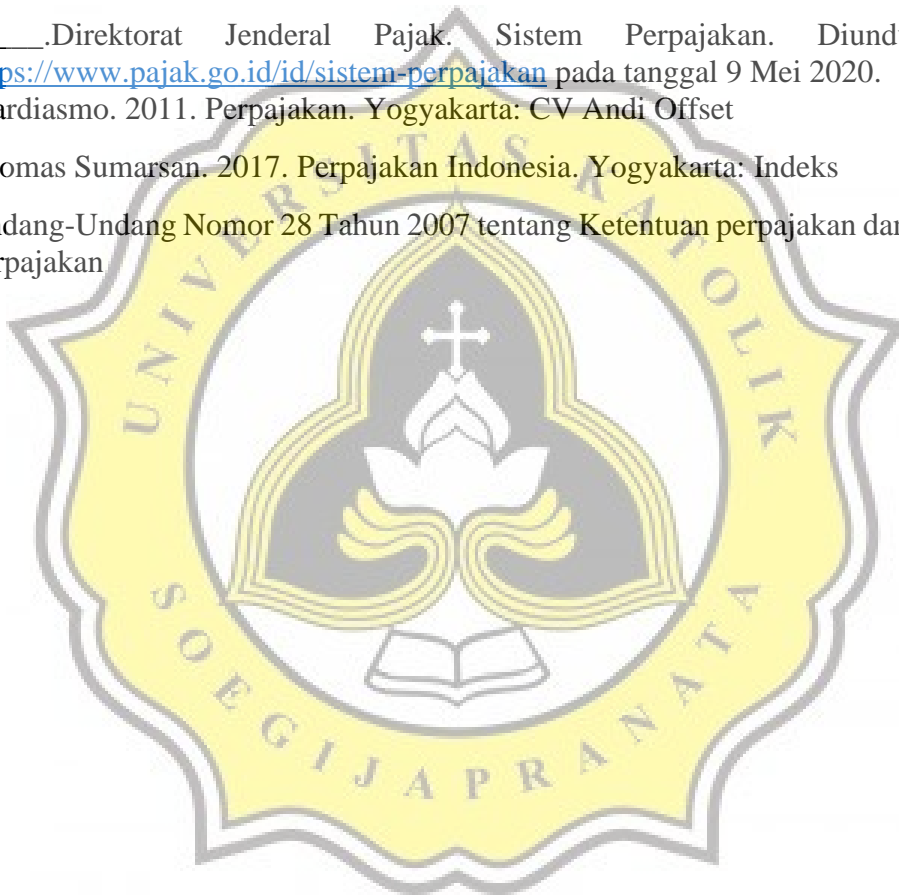 ___.Direktorat Jenderal Pajak. Sistem Perpajakan. Diund
ps://www.pajak.go.id/id/sistem-perpajakan pada tanggal 9 Mei 2020.
ardiasmo. 2011. Perpajakan. Yogyakarta: CV Andi Offset
omas Sumarsan. 2017. Perpajakan Indonesia. Yogyakarta: Indeks
ndang-Undang Nomor 28 Tahun 2007 tentang Ketentuan perpajakan dan
rpajakan
UNIVERSITAS KATOLIK
SOEGIJAPRANATA